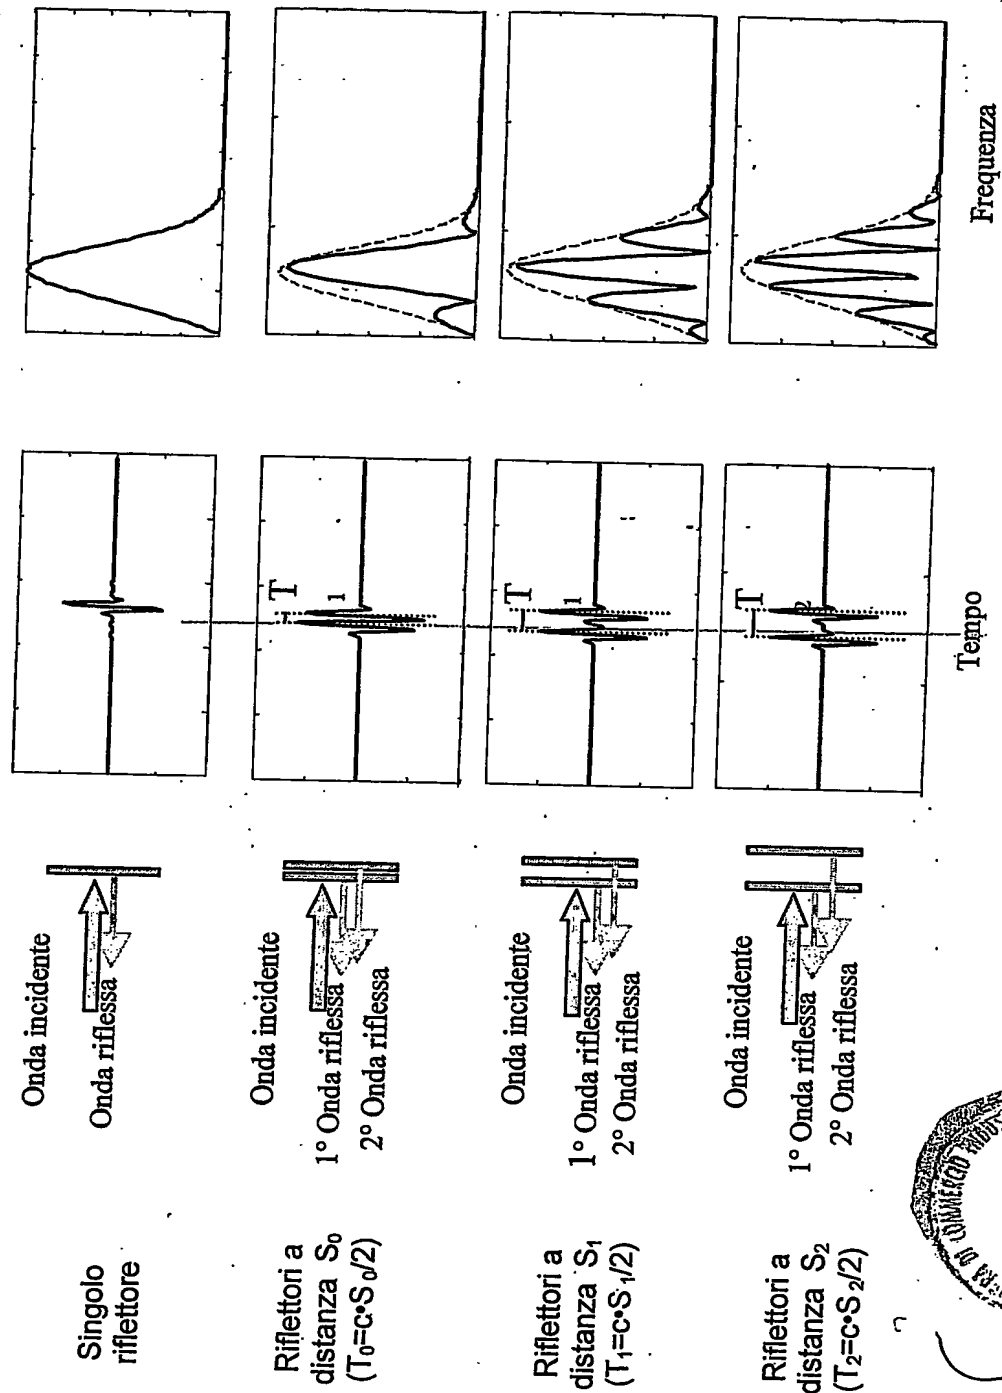 Singolo
riflettore
Onda incidente
Onda riflessa
Riflettori a
distanza S0
(T0=c•S0/2)
Onda incidente
1° Onda riflessa
2° Onda riflessa
T
1
Riflettori a
distanza S1
(T1=c•S1/2)
Onda incidente
1° Onda riflessa
2° Onda riflessa
T
1
Riflettori a
distanza S2
(T2=c•S2/2)
Onda incidente
1° Onda riflessa
2° Onda riflessa
T
2
Tempo
Frequenza
DI COMMERCIO